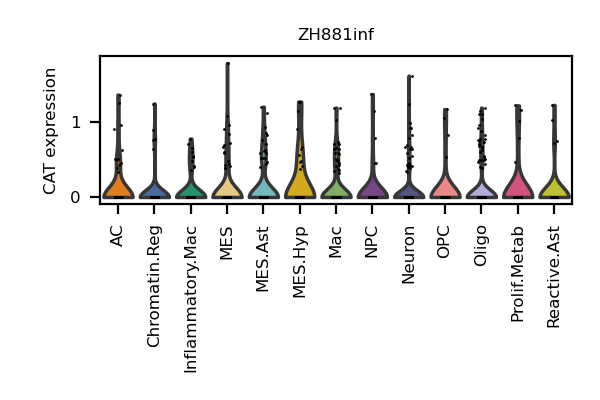 ZH881inf
CAT expression
1
0
AC
Chromatin.Reg
Inflammatory.Mac
MES
MES.Ast
MES.Hyp
Mac
NPC
Neuron
OPC
Oligo
Prolif.Metab
Reactive.Ast